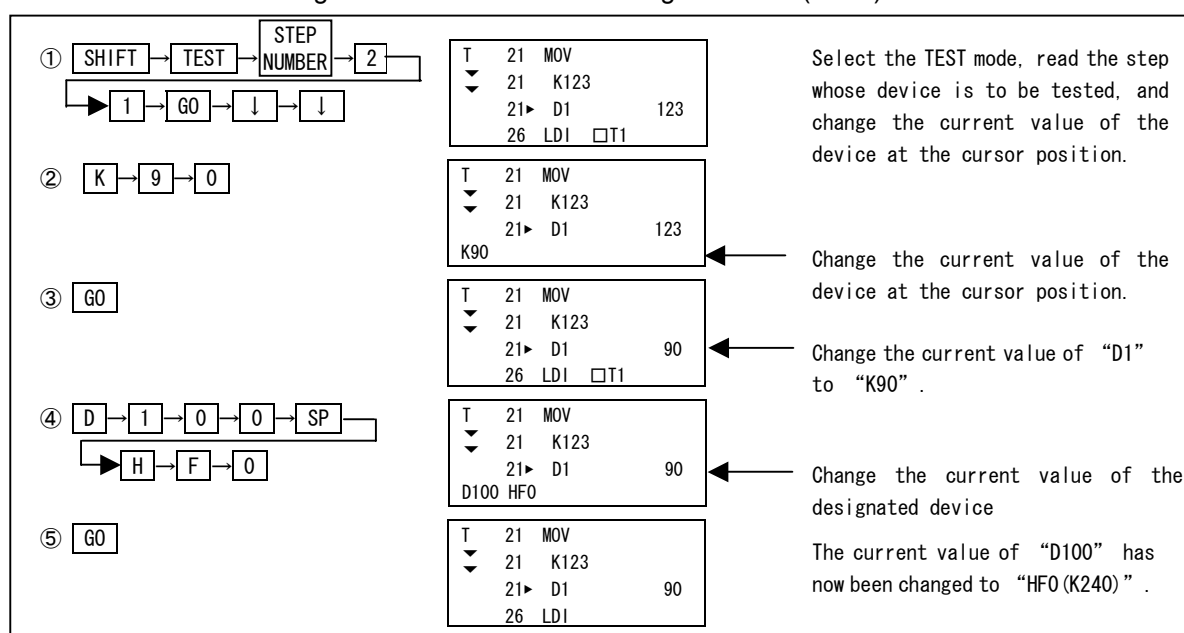 ① SHIFT → TEST → STEP NUMBER → 2
1 → GO → ↓ → ↓
T 21 MOV
21 K123
21▶ D1 123
26 LDI □T1
Select the TEST mode, read the step
whose device is to be tested, and
change the current value of the
device at the cursor position.
② K → 9 → 0
T 21 MOV
21 K123
21▶ D1 123
K90
Change the current value of the
device at the cursor position.
③ GO
T 21 MOV
21 K123
21▶ D1 90
26 LDI □T1
Change the current value of “D1”
to “K90”.
④ D → 1 → 0 → 0 → SP
H → F → 0
T 21 MOV
21 K123
21▶ D1 90
D100 HF0
Change the current value of the
designated device
⑤ GO
T 21 MOV
21 K123
21▶ D1 90
26 LDI
The current value of “D100” has
now been changed to “HF0(K240)”.